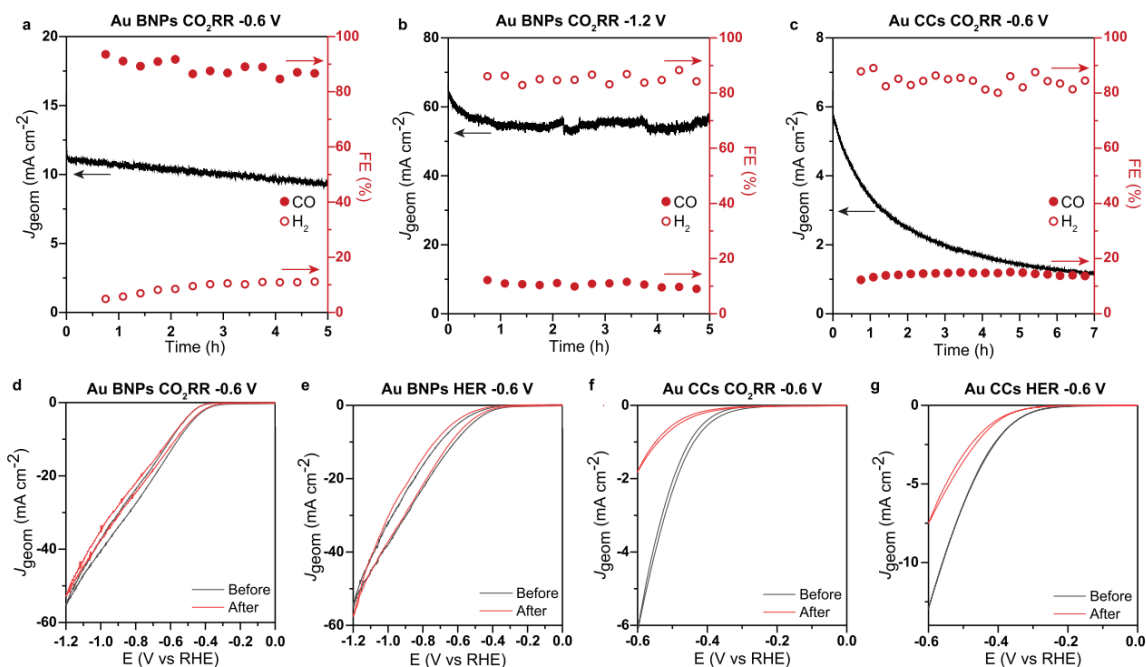 a
Au BNPs CO2RR -0.6 V
20
15
10
5
0
Jgeom (mA cm-2)
100
80
60
40
20
0
FE (%)
CO
H2
0 1 2 3 4 5
Time (h)
b
Au BNPs CO2RR -1.2 V
80
60
40
20
0
Jgeom (mA cm-2)
100
80
60
40
20
0
FE (%)
CO
H2
0 1 2 3 4 5
Time (h)
c
Au CCs CO2RR -0.6 V
8
6
4
2
0
Jgeom (mA cm-2)
100
80
60
40
20
0
FE (%)
CO
H2
0 1 2 3 4 5 6 7
Time (h)
d
Au BNPs CO2RR -0.6 V
0
-20
-40
-60
Jgeom (mA cm-2)
Before
After
-1.2 -1.0 -0.8 -0.6 -0.4 -0.2 0.0
E (V vs RHE)
e
Au BNPs HER -0.6 V
0
-20
-40
-60
Jgeom (mA cm-2)
Before
After
-1.2 -1.0 -0.8 -0.6 -0.4 -0.2 0.0
E (V vs RHE)
f
Au CCs CO2RR -0.6 V
-0
-2
-4
-6
Jgeom (mA cm-2)
Before
After
-0.6 -0.4 -0.2 0.0
E (V vs RHE)
g
Au CCs HER -0.6 V
0
-5
-10
Jgeom (mA cm-2)
Before
After
-0.6 -0.4 -0.2 0.0
E (V vs RHE)